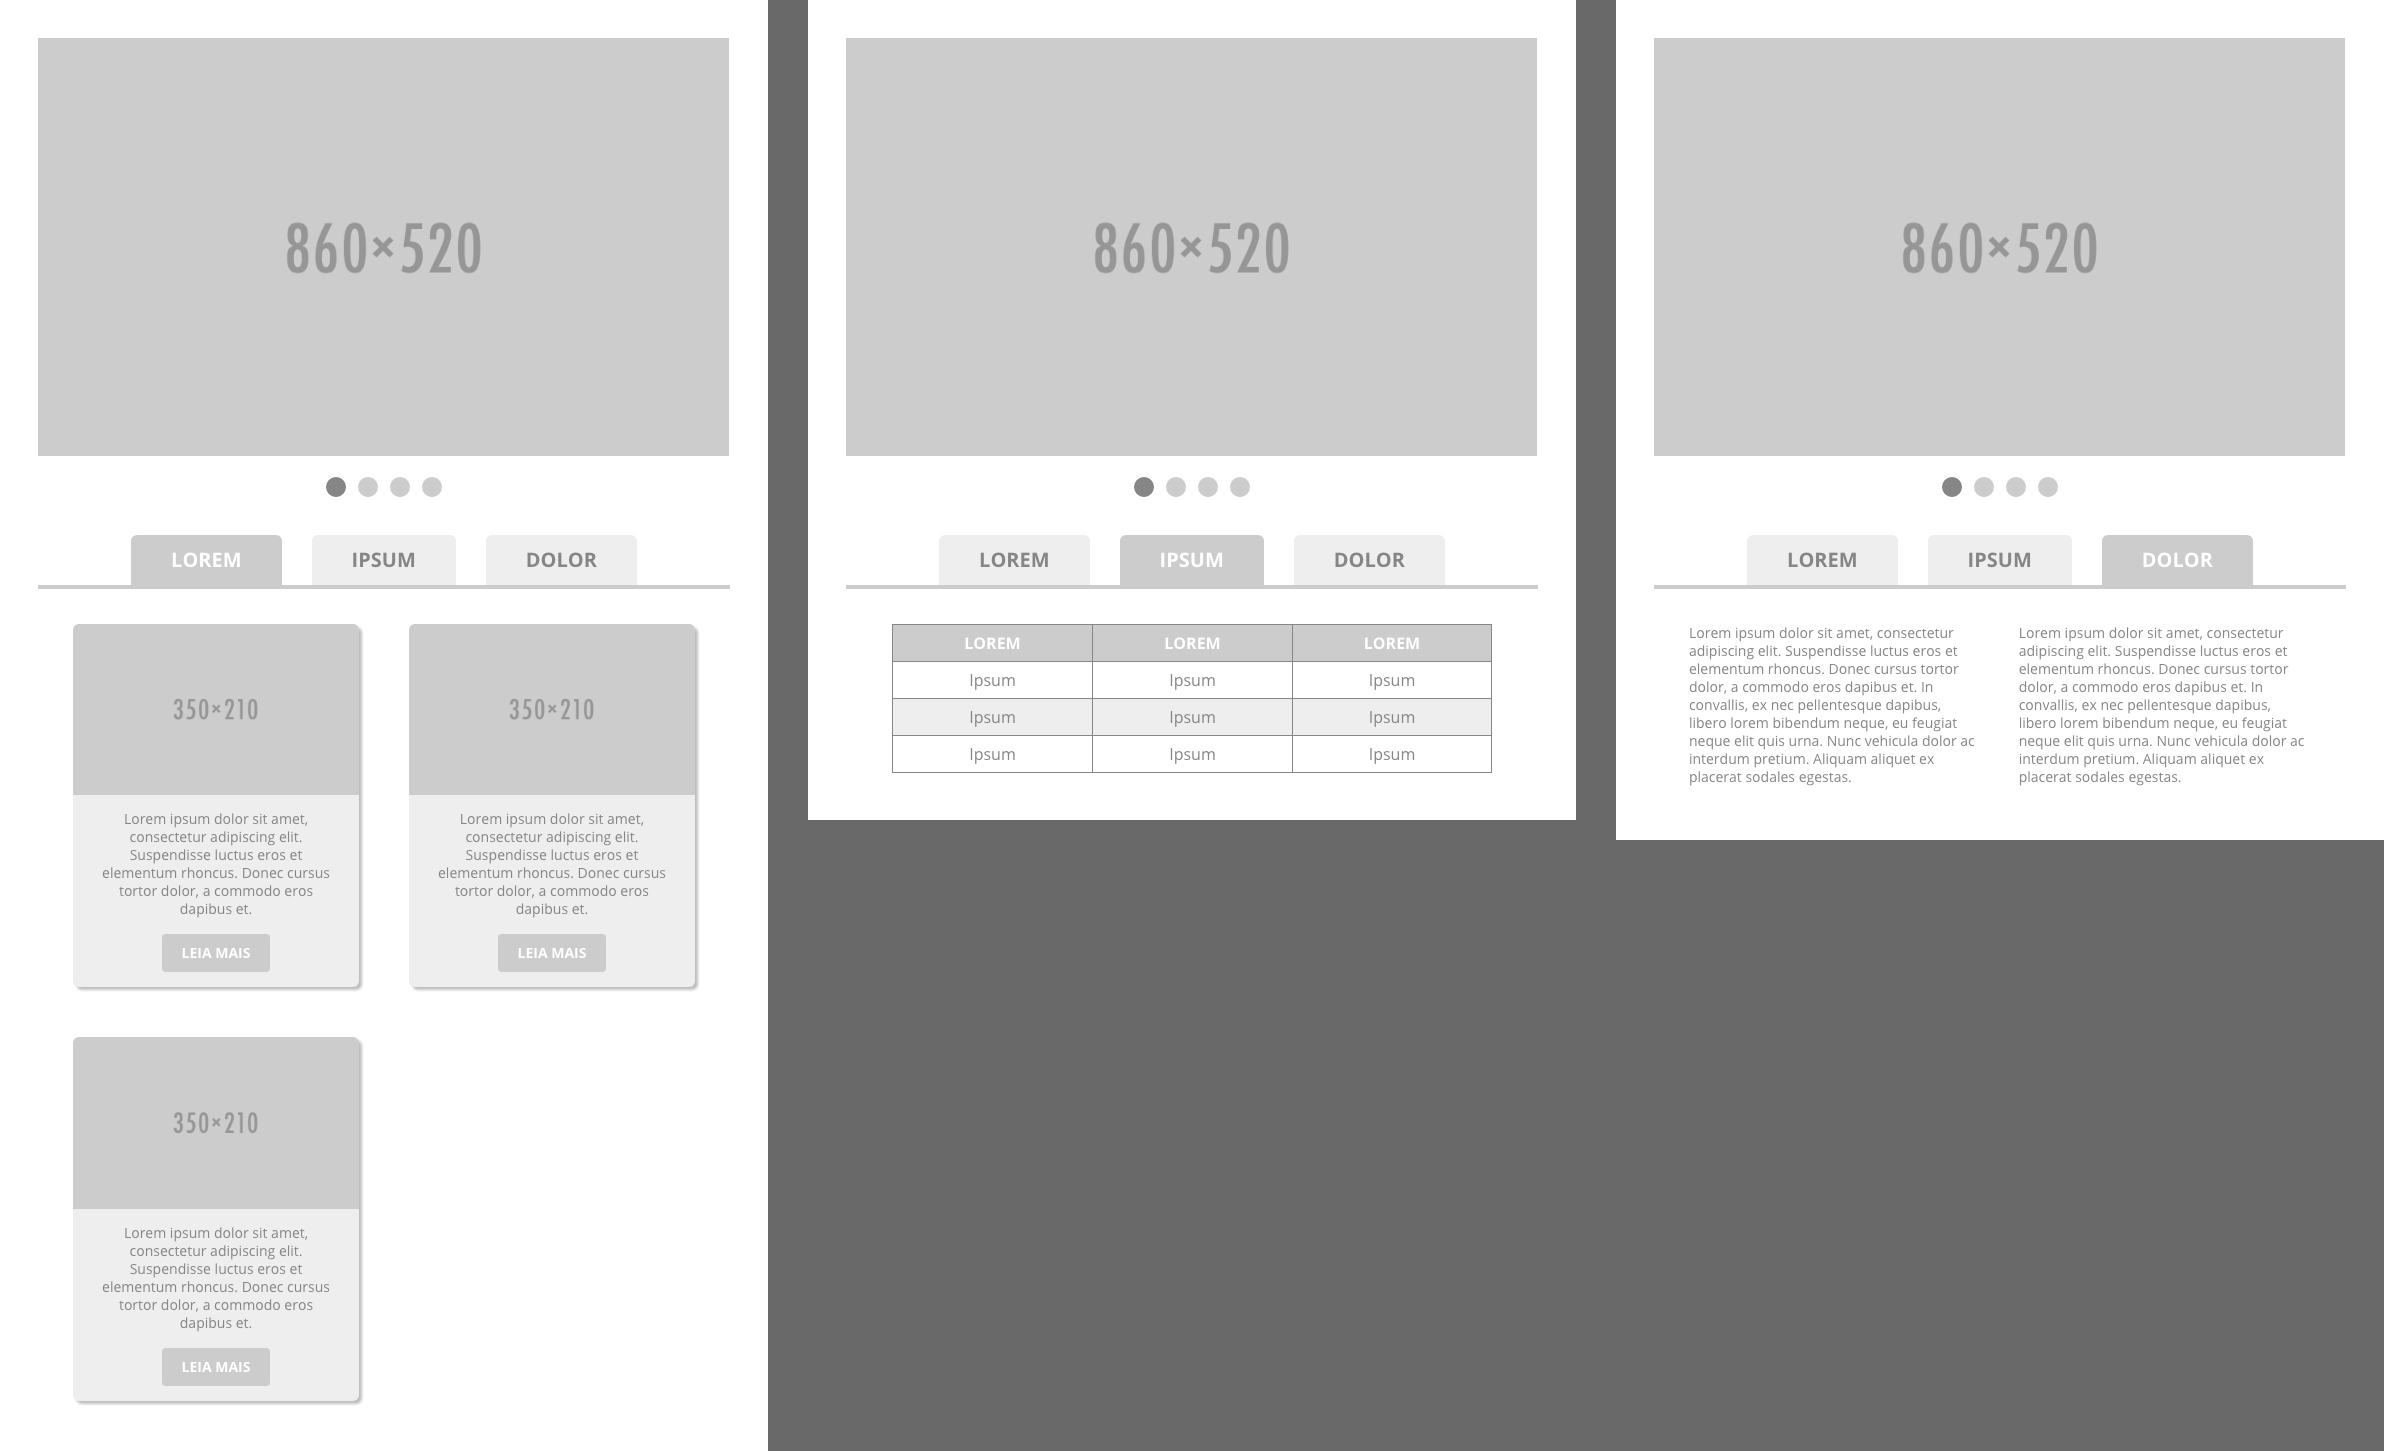 860×520
LOREM
IPSUM
DOLOR
350×210
Lorem ipsum dolor sit amet,
consectetur adipiscing elit.
Suspendisse luctus eros et
elementum rhoncus. Donec cursus
tortor dolor, a commodo eros
dapibus et.
LEIA MAIS
350×210
Lorem ipsum dolor sit amet,
consectetur adipiscing elit.
Suspendisse luctus eros et
elementum rhoncus. Donec cursus
tortor dolor, a commodo eros
dapibus et.
LEIA MAIS
350×210
Lorem ipsum dolor sit amet,
consectetur adipiscing elit.
Suspendisse luctus eros et
elementum rhoncus. Donec cursus
tortor dolor, a commodo eros
dapibus et.
LEIA MAIS
860×520
LOREM
IPSUM
DOLOR
LOREM LOREM LOREM
Ipsum Ipsum Ipsum
Ipsum Ipsum Ipsum
Ipsum Ipsum Ipsum
860×520
LOREM
IPSUM
DOLOR
Lorem ipsum dolor sit amet, consectetur
adipiscing elit. Suspendisse luctus eros et
elementum rhoncus. Donec cursus tortor
dolor, a commodo eros dapibus et. In
convallis, ex nec pellentesque dapibus,
libero lorem bibendum neque, eu feugiat
neque elit quis urna. Nunc vehicula dolor ac
interdum pretium. Aliquam aliquet ex
placerat sodales egestas.
Lorem ipsum dolor sit amet, consectetur
adipiscing elit. Suspendisse luctus eros et
elementum rhoncus. Donec cursus tortor
dolor, a commodo eros dapibus et. In
convallis, ex nec pellentesque dapibus,
libero lorem bibendum neque, eu feugiat
neque elit quis urna. Nunc vehicula dolor ac
interdum pretium. Aliquam aliquet ex
placerat sodales egestas.